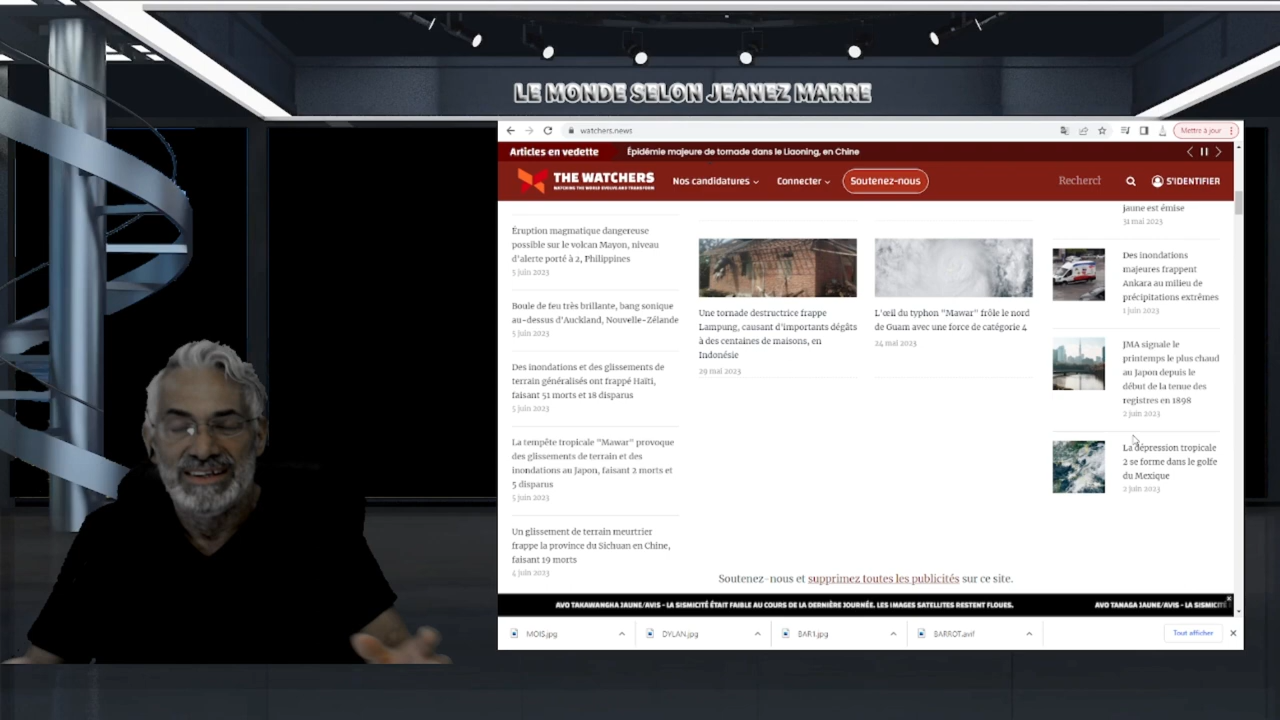 LE MONDE SELON JEANEZ MARRE
watchers.news
Mettre à jour
Articles en vedette
Épidémie majeure de tornade dans le Liaoning, en Chine
THE WATCHERS
WATCHING THE WORLD EVOLVE AND TRANSFORM
Nos candidatures
Connecter
Soutenez-nous
Recherch
S'IDENTIFIER
Éruption magmatique dangereuse
possible sur le volcan Mayon, niveau
d'alerte porté à 2, Philippines
5 juin 2023
Boule de feu très brillante, bang sonique
au-dessus d'Auckland, Nouvelle-Zélande
5 juin 2023
Des inondations et des glissements de
terrain généralisés ont frappé Haïti,
faisant 51 morts et 18 disparus
5 juin 2023
La tempête tropicale "Mawar" provoque
des glissements de terrain et des
inondations au Japon, faisant 2 morts et
5 disparus
5 juin 2023
Un glissement de terrain meurtrier
frappe la province du Sichuan en Chine,
faisant 19 morts
4 juin 2023
Une tornade destructrice frappe
Lampung, causant d'importants dégâts
à des centaines de maisons, en
Indonésie
29 mai 2023
L'œil du typhon "Mawar" frôle le nord
de Guam avec une force de catégorie 4
24 mai 2023
jaune est émise
31 mai 2023
Des inondations
majeures frappent
Ankara au milieu de
précipitations extrêmes
1 juin 2023
JMA signale le
printemps le plus chaud
au Japon depuis le
début de la tenue des
registres en 1898
2 juin 2023
La dépression tropicale
2 se forme dans le golfe
du Mexique
2 juin 2023
Soutenez-nous et supprimez toutes les publicités sur ce site.
AVO TAKAWANGHA JAUNE/AVIS - LA SISMICITÉ ÉTAIT FAIBLE AU COURS DE LA DERNIÈRE JOURNÉE. LES IMAGES SATELLITES RESTENT FLOUES.
AVO TANAGA JAUNE/AVIS - LA SISMICIT
MOIS.jpg
DYLAN.jpg
BAR1.jpg
BARROT.avif
Tout afficher